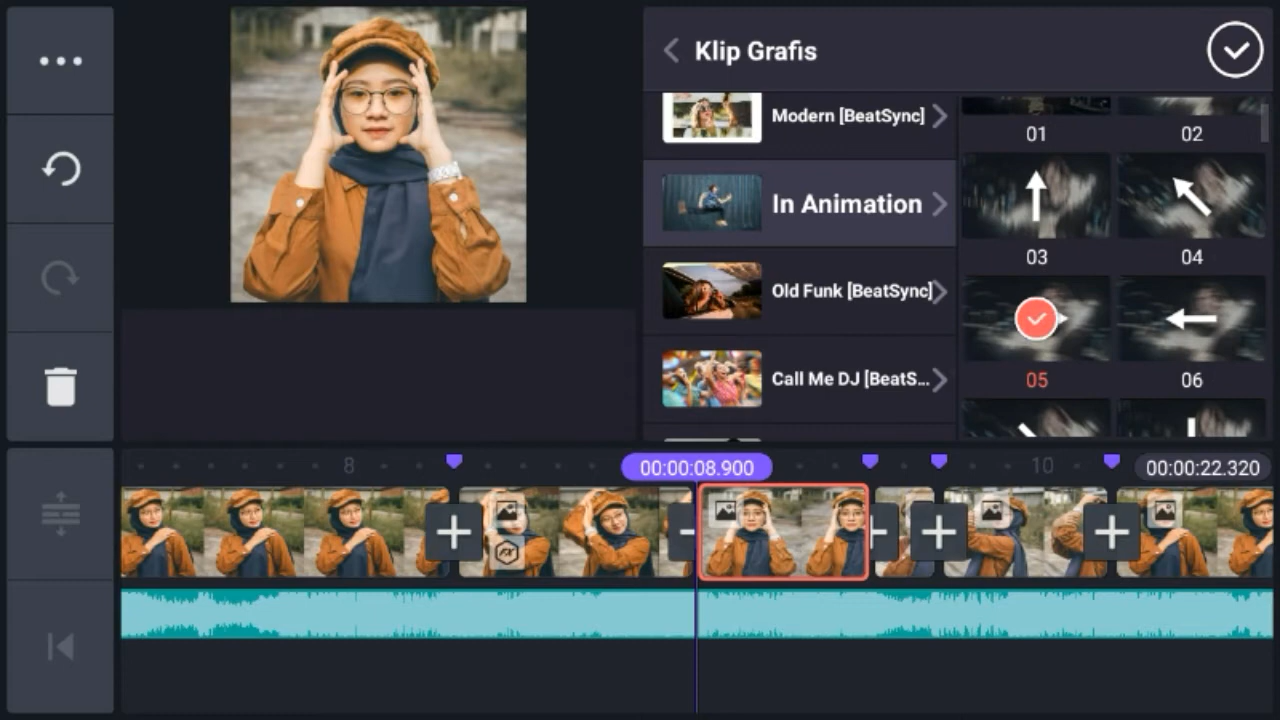 Klip Grafis
Modern [BeatSync]
In Animation
Old Funk [BeatSync]
Call Me DJ [BeatS...
01
02
03
04
05
06
8
00:00:08.900
10
00:00:22.320
FX